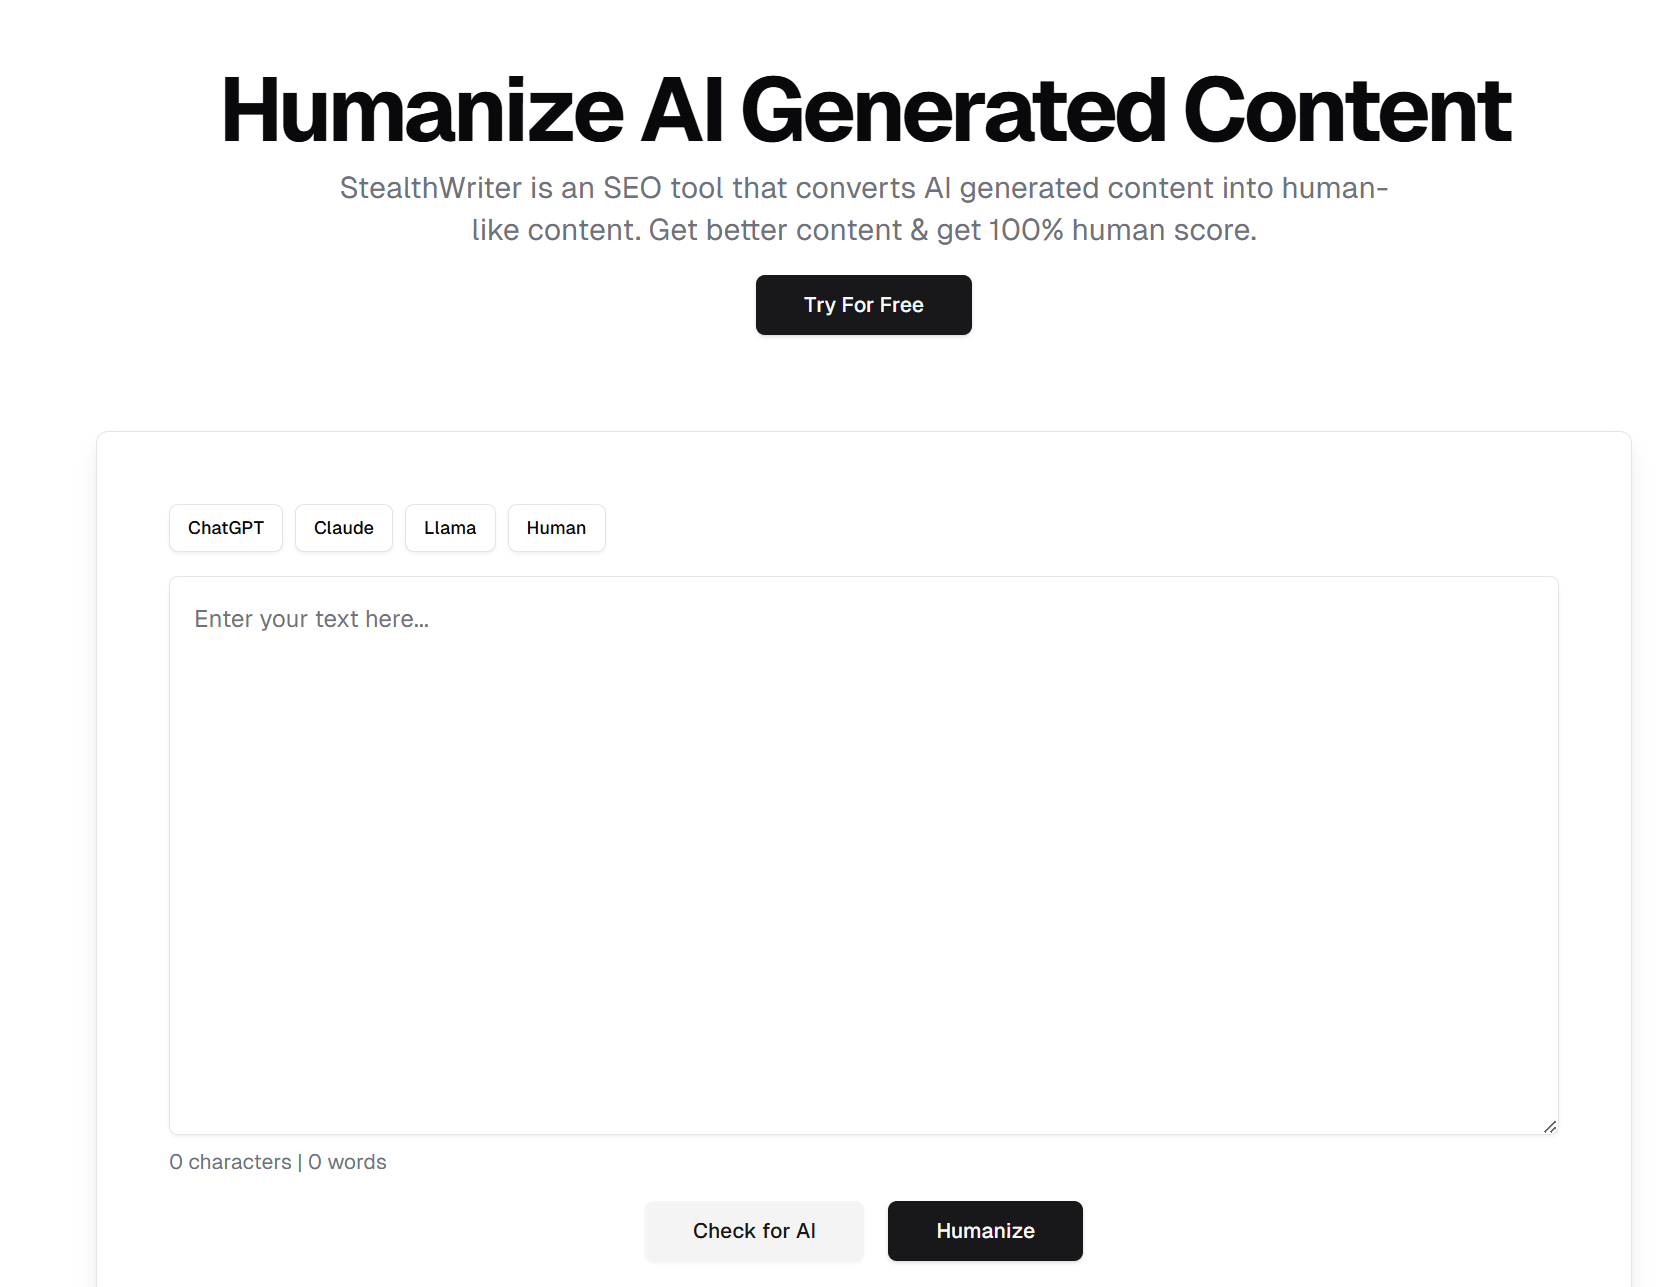 Humanize AI Generated Content
StealthWriter is an SEO tool that converts AI generated content into human-
like content. Get better content & get 100% human score.
Try For Free
ChatGPT Claude Llama Human
Enter your text here...
0 characters | 0 words
Check for AI Humanize